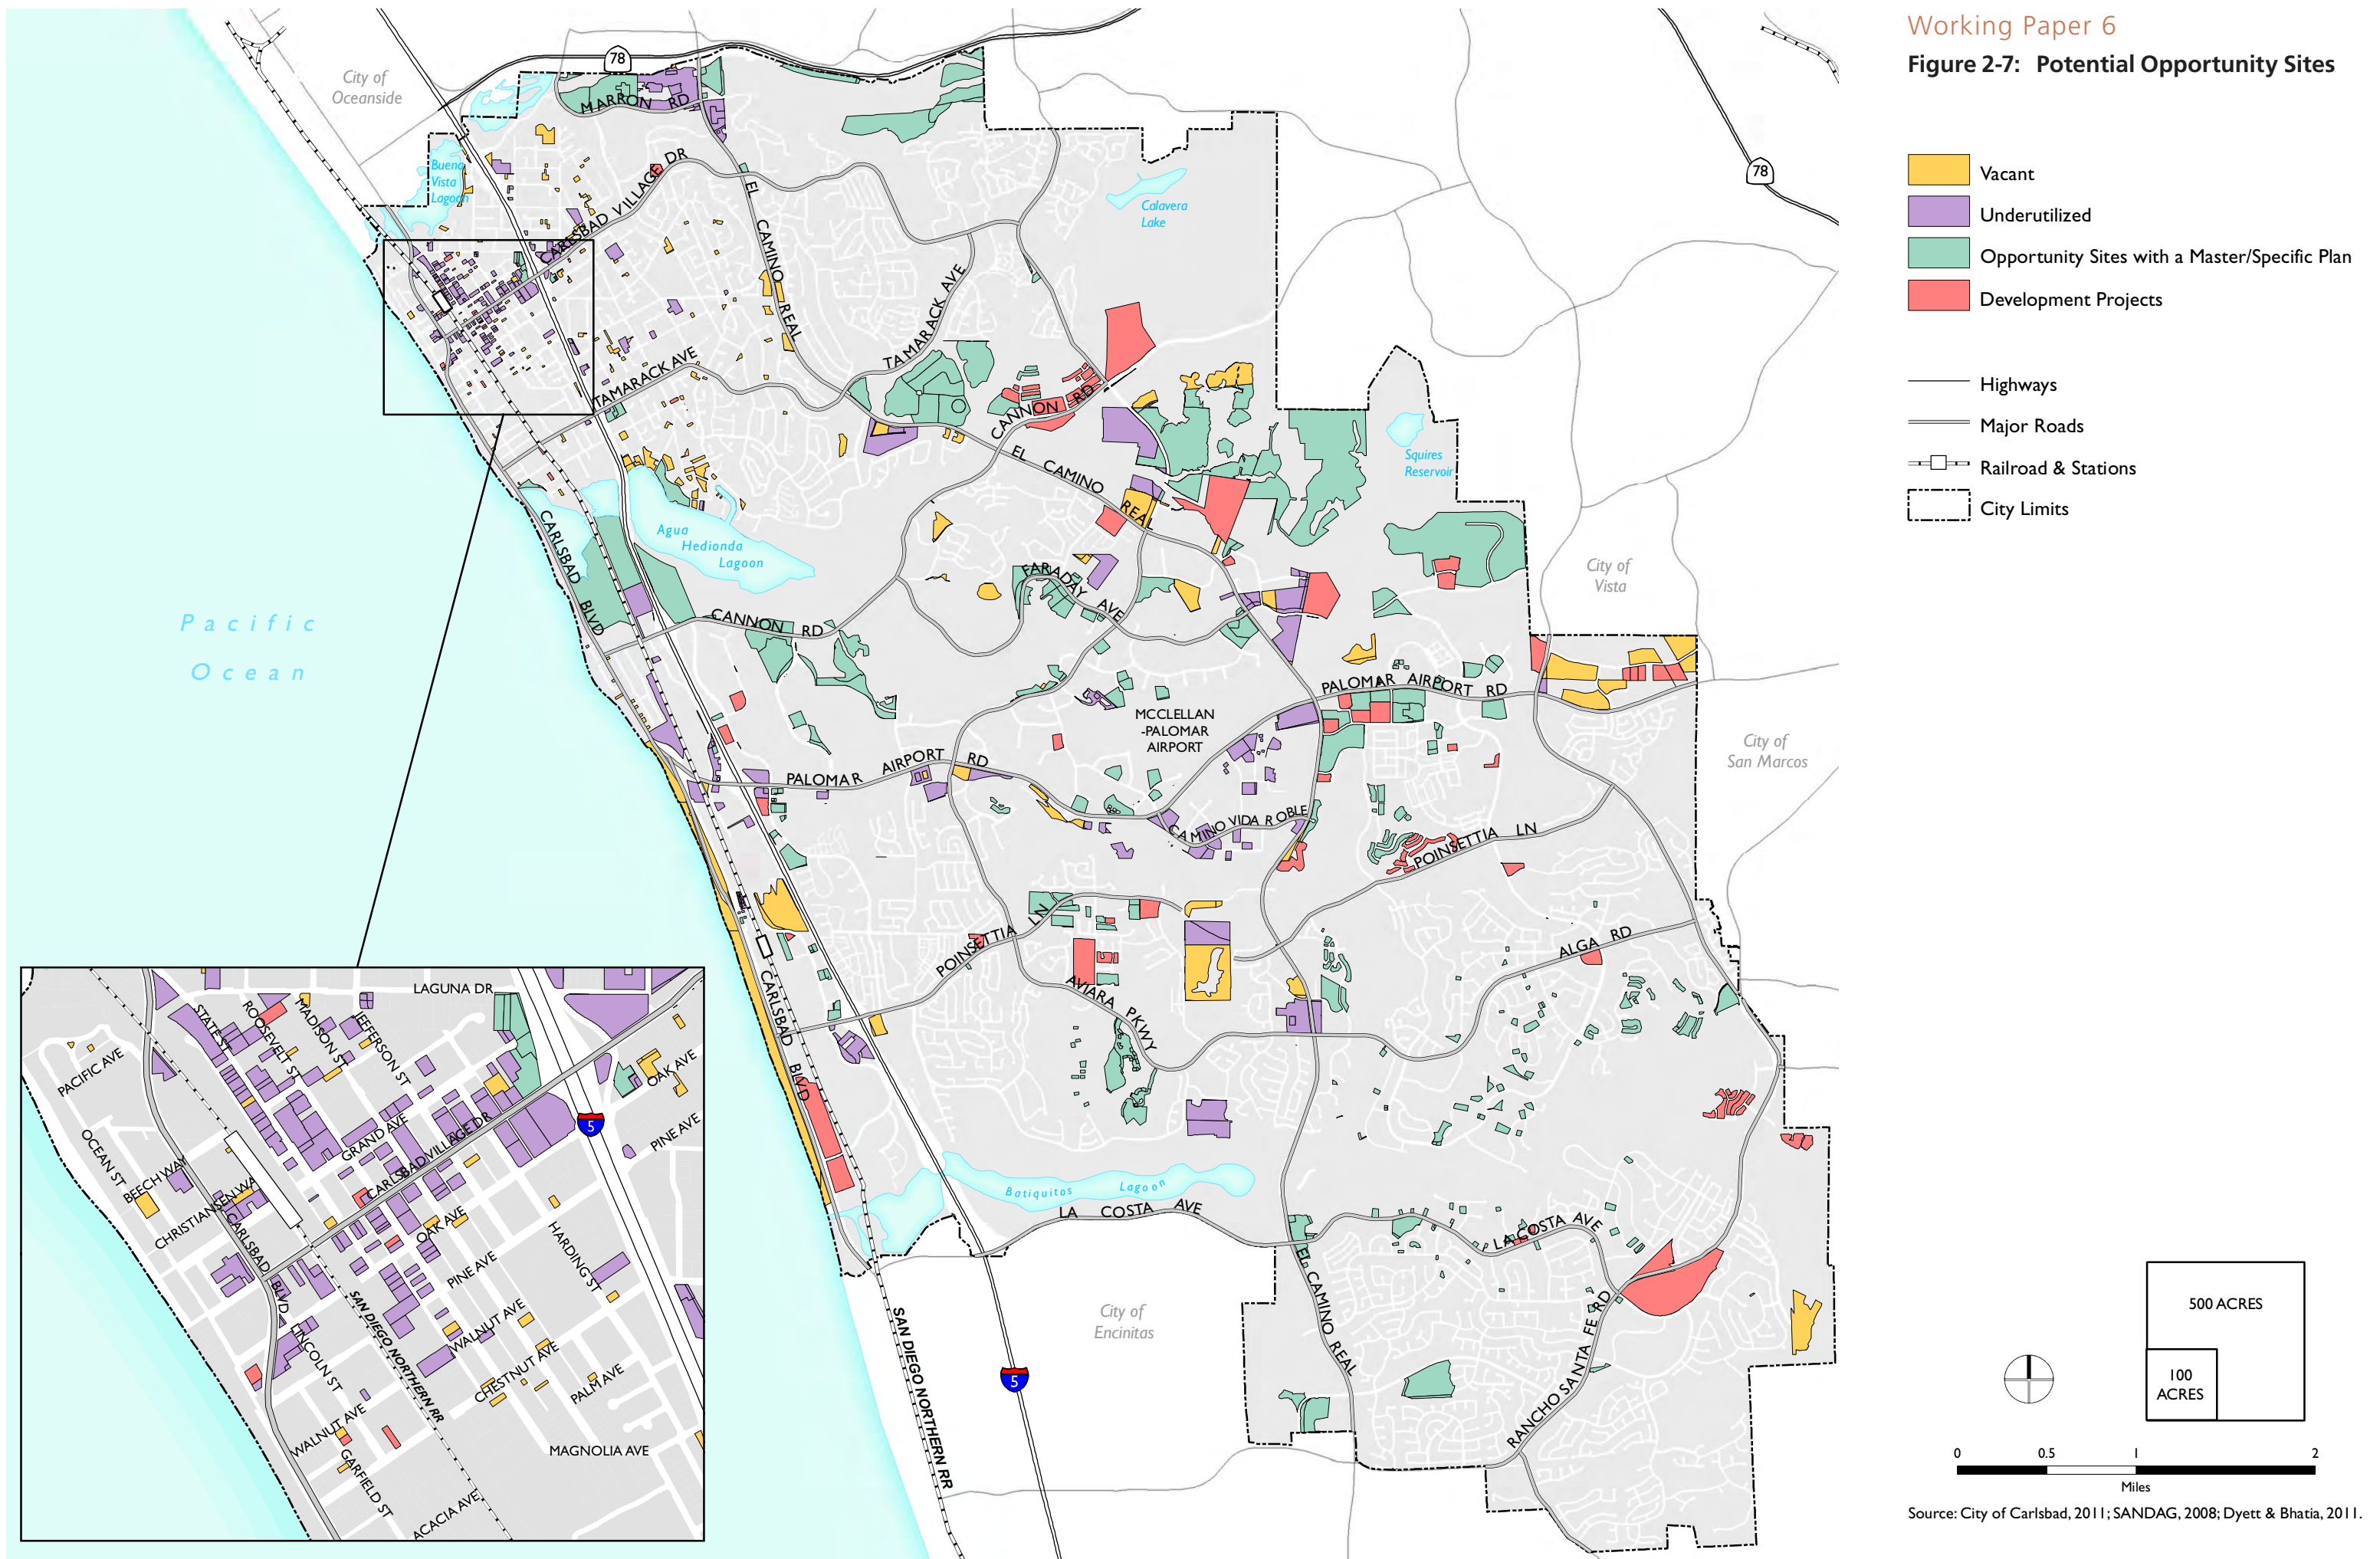 Working Paper 6
Figure 2-7: Potential Opportunity Sites
Vacant
Underutilized
Opportunity Sites with a Master/Specific Plan
Development Projects
Highways
Major Roads
Railroad & Stations
City Limits
78
78
City of
Oceanside
MARRON RD
Buena
Vista
Lagoon
CARLSBAD VILLAGE DR
EL CAMINO REAL
Calavera
Lake
TAMARACK AVE
TAMARACK AVE
CANNON RD
EL CAMINO REAL
Squires
Reservoir
Agua
Hedionda
Lagoon
CARLSBAD BLVD
FARADAY AVE
CANNON RD
City of
Vista
Pacific
Ocean
PALOMAR AIRPORT RD
MCCLELLAN
-PALOMAR
AIRPORT
City of
San Marcos
PALOMAR AIRPORT RD
CAMINO VIDA ROBLE
POINSETTIA LN
POINSETTIA LN
ALGA RD
AVIARA PKWY
CARLSBAD BLVD
Batiquitos Lagoon
LA COSTA AVE
LA COSTA AVE
EL CAMINO REAL
RANCHO SANTA FE RD
City of
Encinitas
SAN DIEGO NORTHERN RR
5
LAGUNA DR
STATE ST
ROOSEVELT ST
MADISON ST
JEFFERSON ST
PACIFIC AVE
OAK AVE
5
PINE AVE
GRAND AVE
CARLSBAD VILLAGE DR
OCEAN ST
BEECH WAY
CHRISTIANSEN WA
CARLSBAD BLVD
OAK AVE
PINE AVE
HARDING ST
SAN DIEGO NORTHERN RR
LINCOLN ST
WALNUT AVE
CHESTNUT AVE
PALM AVE
WALNUT AVE
GARFIELD ST
MAGNOLIA AVE
ACACIA AVE
500 ACRES
100
ACRES
0 0.5 1 2
Miles
Source: City of Carlsbad, 2011; SANDAG, 2008; Dyett & Bhatia, 2011.